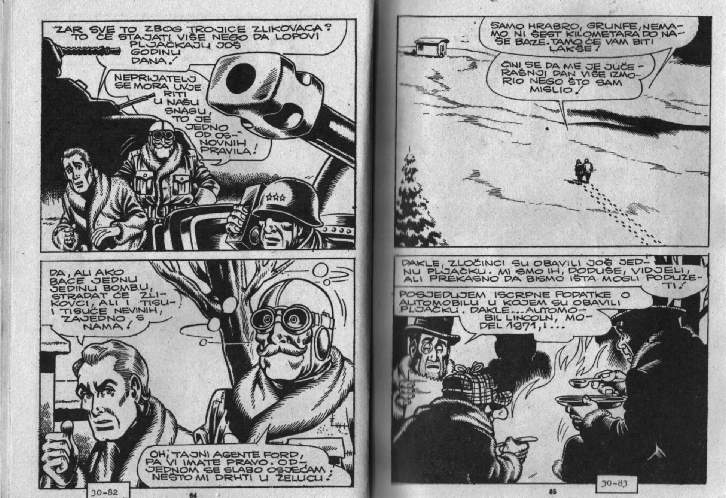 ZAR SVE TO ZBOG TROJICE ZLIKOVACA?
TO ĆE STAJATI VIŠE NEGO DA LOPOVI
PLJAČKAJU JOŠ
GODINU
DANA!
NEPRIJATELJ
SE MORA UVJE
RITI
U NAŠU
SNAGU,
TO JE
JEDNO
OD OS-
NOVNIH
PRAVILA!
DA, ALI AKO
BACE JEDNU
JEDINU BOMBU,
STRADAT ĆE ZLI-
KOVCI, ALI I TISU-
I TISUĆE NEVINIH,
ZAJEDNO S
NAMA!
OH, TAJNI AGENTE FORD,
PA VI IMATE PRAVO. OD-
JEDNOM SE SLABO OSJEĆAM!
NEŠTO MI DRHTI U ŽELUCU!
30-82
84
SAMO HRABRO, GRUNFE, NEMA-
MO NI ŠEST KILOMETARA DO NA-
ŠE BAZE. TAMO ĆE VAM BITI
LAKŠE!
ČINI SE DA ME JE JUČE-
RAŠNJI DAN VIŠE IZMO-
RIO NEGO ŠTO SAM
MISLIO!
DAKLE, ZLOČINCI SU OBAVILI JOŠ JED-
NU PLJAČKU. MI SMO IH, DODUŠE, VIDJELI,
ALI PREKASNO DA BISMO IŠTA MOGLI PODUZE-
TI!
POSJEDUJEM ISCRPNE PODATKE O
AUTOMOBILU U KOJEM SU OBAVILI
PLJAČKU. DAKLE... AUTOMO-
BIL LINCOLN, MO-
DEL 1971, I...
85
30-83